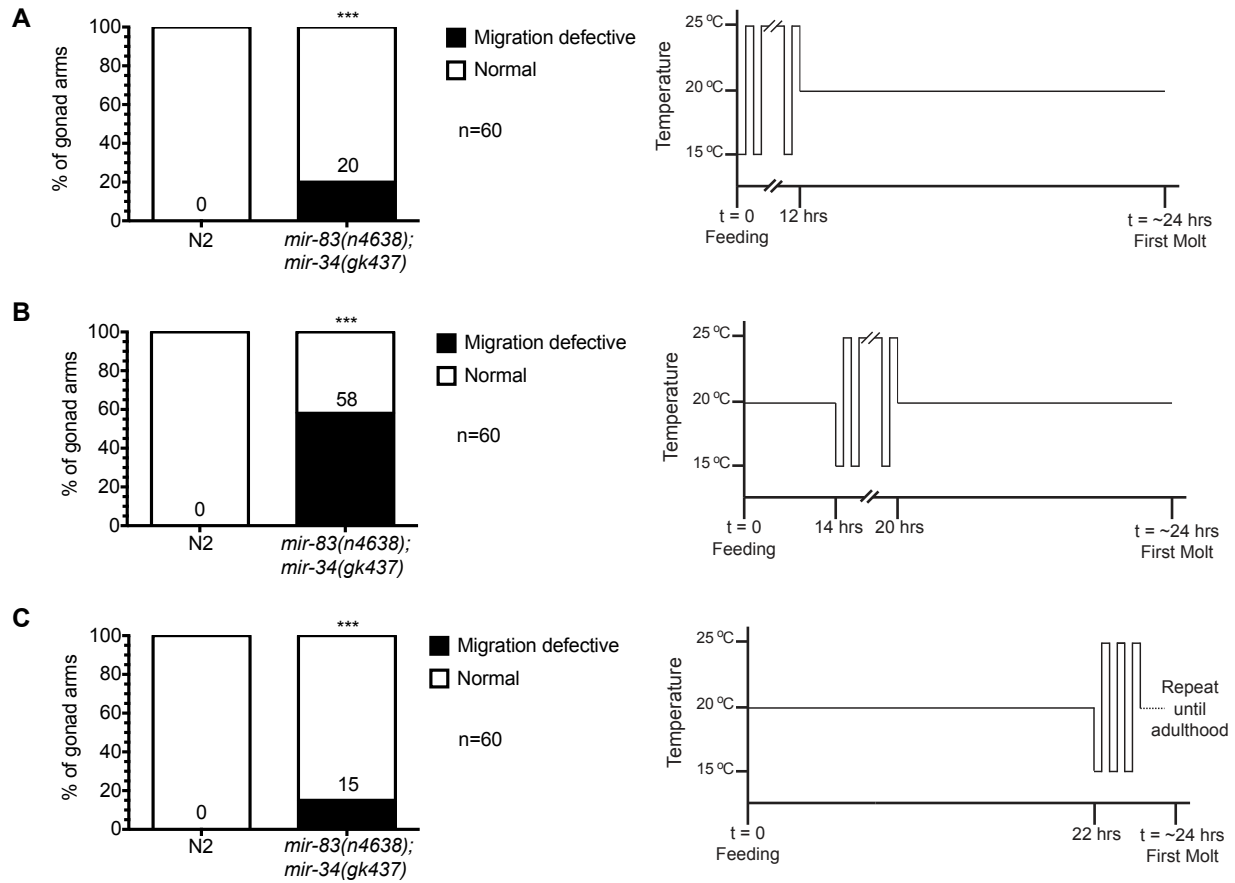 A
***
100
80
60
40
20
0
% of gonad arms
0
20
N2
mir-83(n4638);
mir-34(gk437)
Migration defective
Normal
n=60
Temperature
25 ºC
20 ºC
15 ºC
t = 0
Feeding
12 hrs
t = ~24 hrs
First Molt
B
***
100
80
60
40
20
0
% of gonad arms
0
58
N2
mir-83(n4638);
mir-34(gk437)
Migration defective
Normal
n=60
Temperature
25 ºC
20 ºC
15 ºC
t = 0
Feeding
14 hrs
20 hrs
t = ~24 hrs
First Molt
C
***
100
80
60
40
20
0
% of gonad arms
0
15
N2
mir-83(n4638);
mir-34(gk437)
Migration defective
Normal
n=60
Temperature
25 ºC
20 ºC
15 ºC
Repeat
until
adulthood
t = 0
Feeding
22 hrs
t = ~24 hrs
First Molt